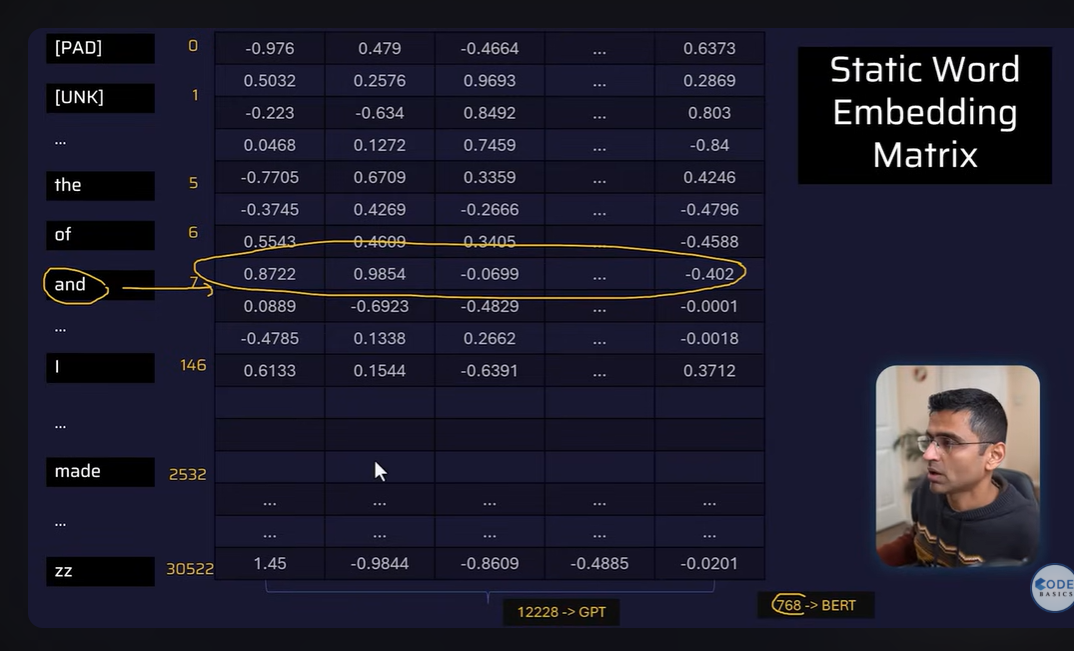 Static Word
Embedding
Matrix
[PAD] 0 -0.976 0.479 -0.4664 ... 0.6373
0.5032 0.2576 0.9693 ... 0.2869
[UNK] 1
-0.223 -0.634 0.8492 ... 0.803
... 0.0468 0.1272 0.7459 ... -0.84
the 5 -0.7705 0.6709 0.3359 ... 0.4246
-0.3745 0.4269 -0.2666 ... -0.4796
of 6 0.5543 0.4609 0.3405 ... -0.4588
and 7 0.8722 0.9854 -0.0699 ... -0.402
0.0889 -0.6923 -0.4829 ... -0.0001
... -0.4785 0.1338 0.2662 ... -0.0018
I 146 0.6133 0.1544 -0.6391 ... 0.3712
...
made 2532
... ... ... ... ...
... ... ... ... ... ...
zz 30522 1.45 -0.9844 -0.8609 -0.4885 -0.0201
12228 -> GPT
768 -> BERT
CODE
BASICS